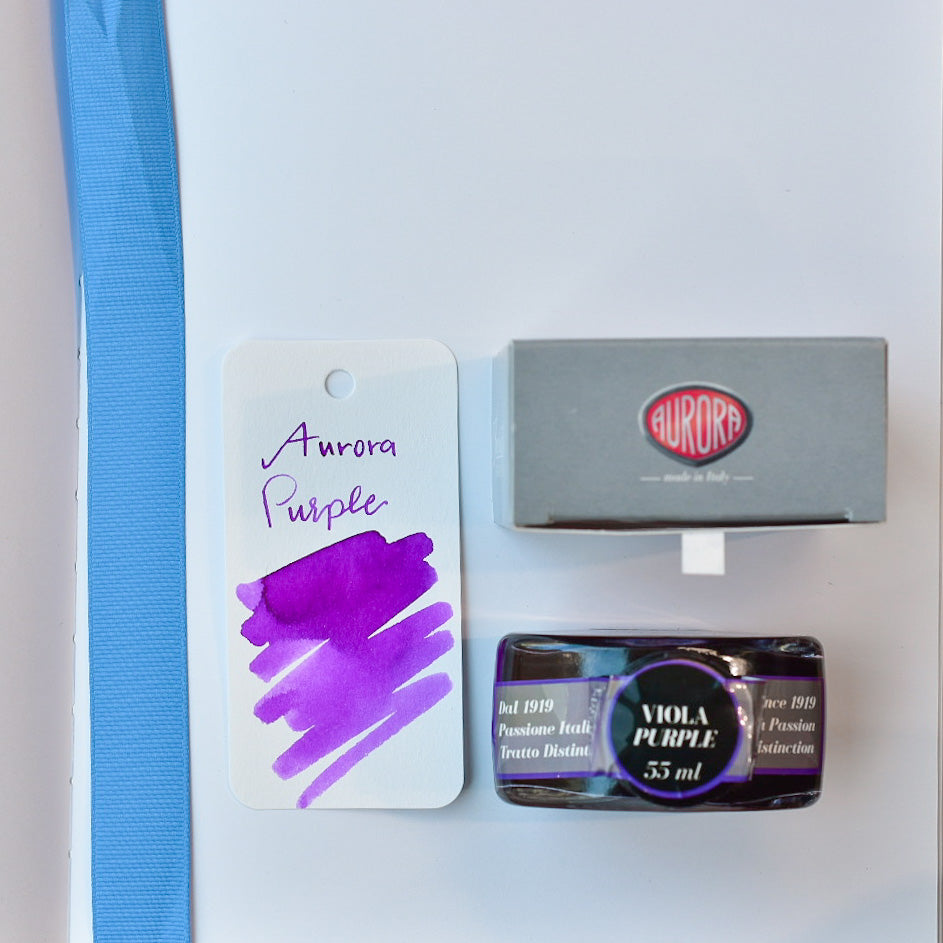 Aurora
Purple
AURORA
made in Italy
Dal 1919
Passione Itali
Tratto Distint
VIOLA
PURPLE
55 ml
ince 1919
Passion
istinction